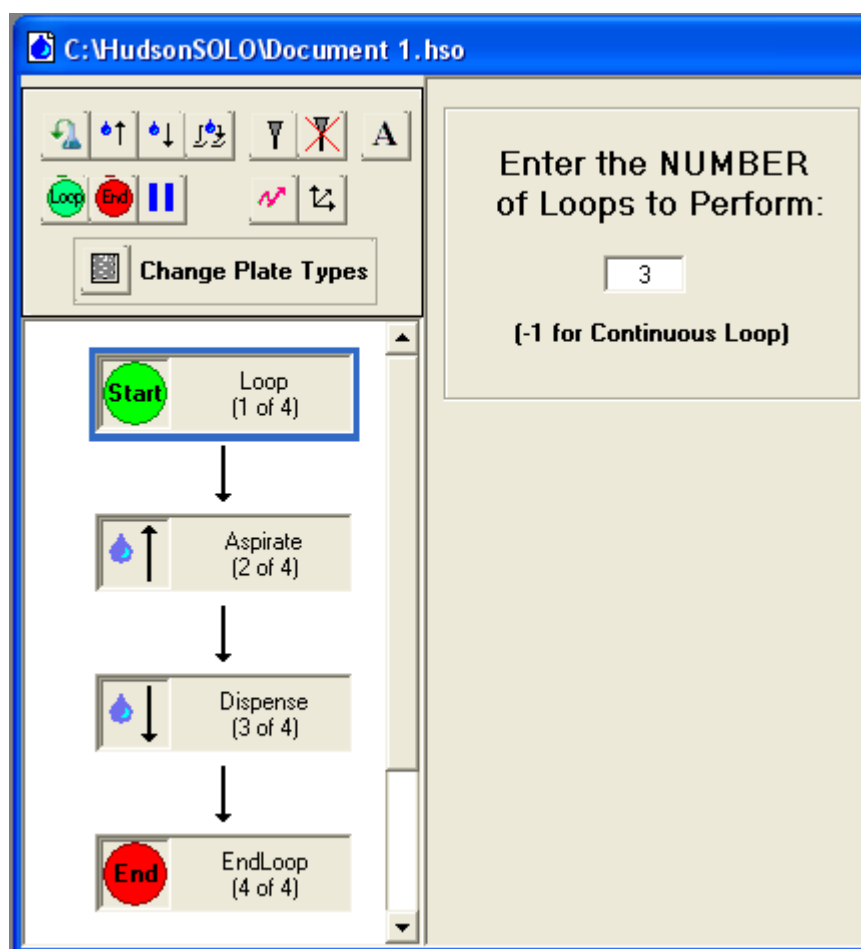 C:\HudsonSOLO\Document 1.hso
A
Loop
End
Change Plate Types
Enter the NUMBER
of Loops to Perform:
3
(-1 for Continuous Loop)
Start
Loop
(1 of 4)
Aspirate
(2 of 4)
Dispense
(3 of 4)
End
EndLoop
(4 of 4)